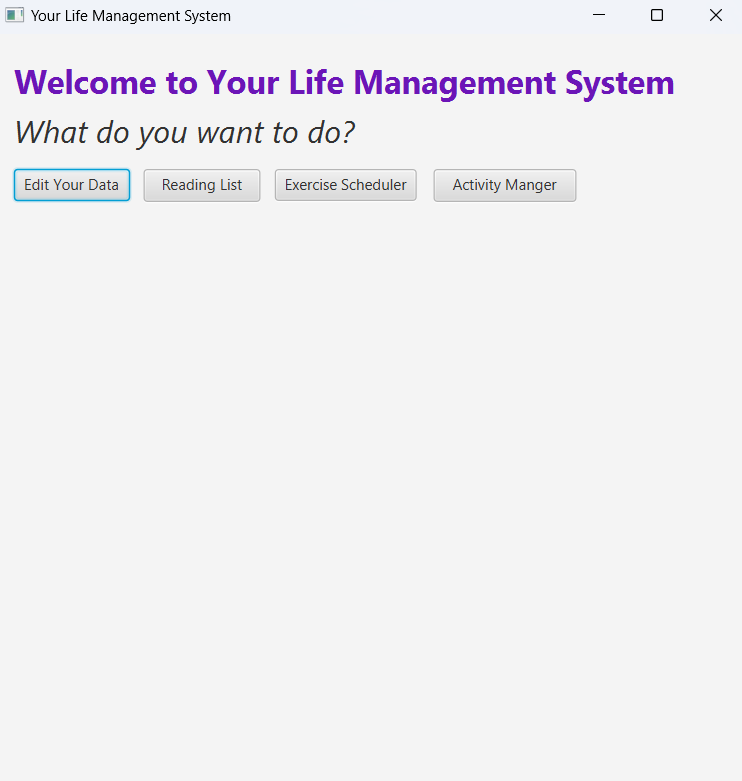 Your Life Management System
Welcome to Your Life Management System
What do you want to do?
Edit Your Data Reading List Exercise Scheduler Activity Manger